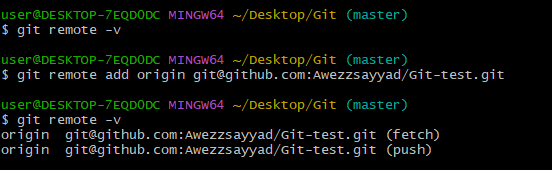 user@DESKTOP-7EQD0DC MINGW64 ~/Desktop/Git (master)
$ git remote -v
user@DESKTOP-7EQD0DC MINGW64 ~/Desktop/Git (master)
$ git remote add origin git@github.com:Awezzsayyad/Git-test.git
user@DESKTOP-7EQD0DC MINGW64 ~/Desktop/Git (master)
$ git remote -v
origin  git@github.com:Awezzsayyad/Git-test.git (fetch)
origin  git@github.com:Awezzsayyad/Git-test.git (push)